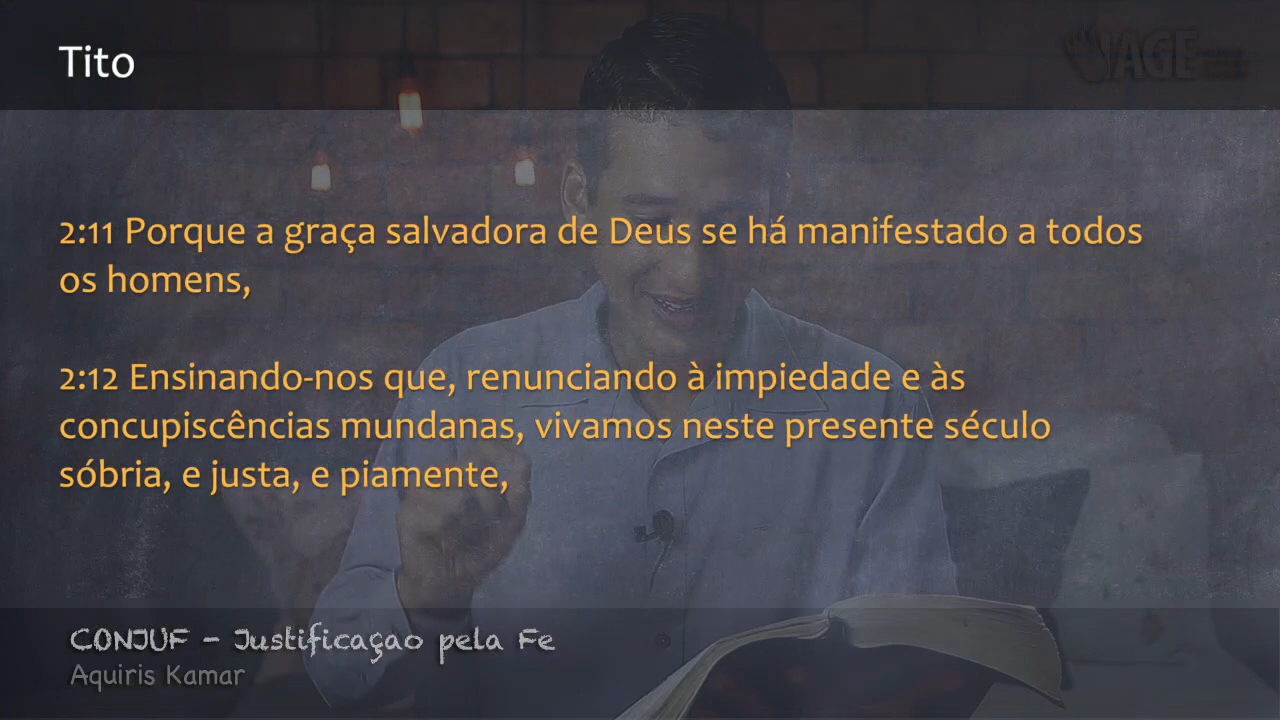 Tito
IAGE
2:11 Porque a graça salvadora de Deus se há manifestado a todos
os homens,
2:12 Ensinando-nos que, renunciando à impiedade e às
concupiscências mundanas, vivamos neste presente século
sóbria, e justa, e piamente,
CONJUF - Justificaçao pela Fe
Aquiris Kamar